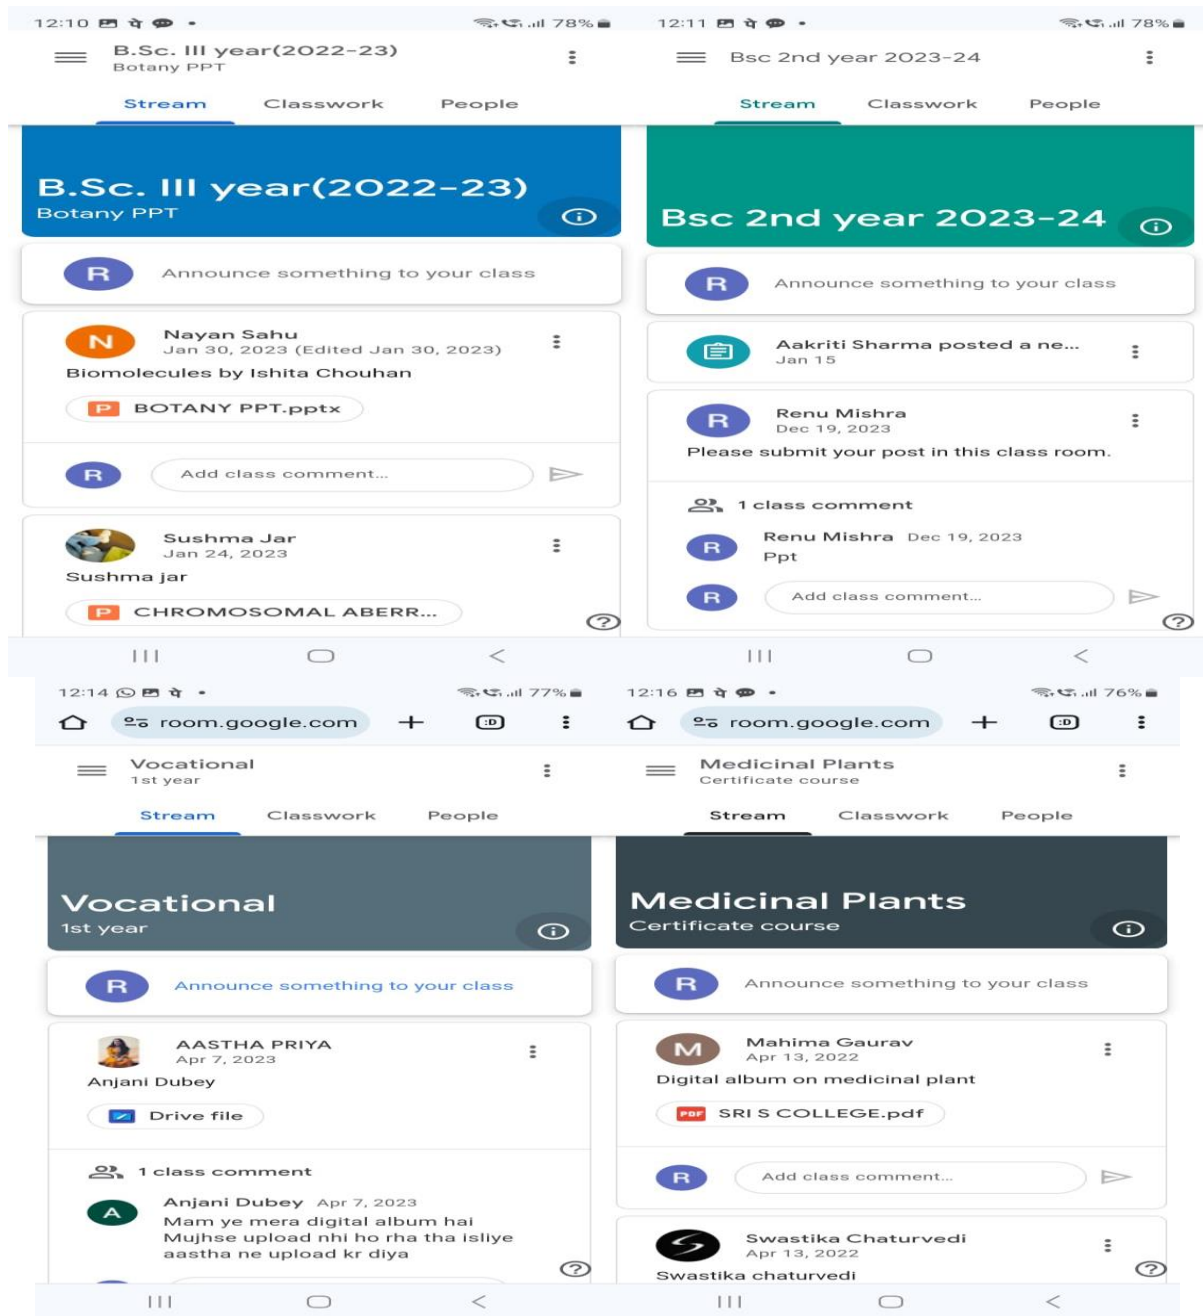 12:10 पे 78%
B.Sc. III year(2022-23)
Botany PPT
Stream Classwork People
B.Sc. III year(2022-23)
Botany PPT
R Announce something to your class
N Nayan Sahu
Jan 30, 2023 (Edited Jan 30, 2023)
Biomolecules by Ishita Chouhan
P BOTANY PPT.pptx
R Add class comment...
Sushma Jar
Jan 24, 2023
Sushma jar
P CHROMOSOMAL ABERR...
12:11 पे 78%
Bsc 2nd year 2023-24
Stream Classwork People
Bsc 2nd year 2023-24
R Announce something to your class
Aakriti Sharma posted a ne...
Jan 15
R Renu Mishra
Dec 19, 2023
Please submit your post in this class room.
1 class comment
R Renu Mishra Dec 19, 2023
Ppt
R Add class comment...
12:14 पे 77%
room.google.com + :D
Vocational
1st year
Stream Classwork People
Vocational
1st year
R Announce something to your class
AASTHA PRIYA
Apr 7, 2023
Anjani Dubey
Drive file
1 class comment
A Anjani Dubey Apr 7, 2023
Mam ye mera digital album hai
Mujhse upload nhi ho rha tha isliye
aastha ne upload kr diya
12:16 पे 76%
room.google.com + :D
Medicinal Plants
Certificate course
Stream Classwork People
Medicinal Plants
Certificate course
R Announce something to your class
M Mahima Gaurav
Apr 13, 2022
Digital album on medicinal plant
PDF SRI S COLLEGE.pdf
R Add class comment...
Swastika Chaturvedi
Apr 13, 2022
Swastika chaturvedi